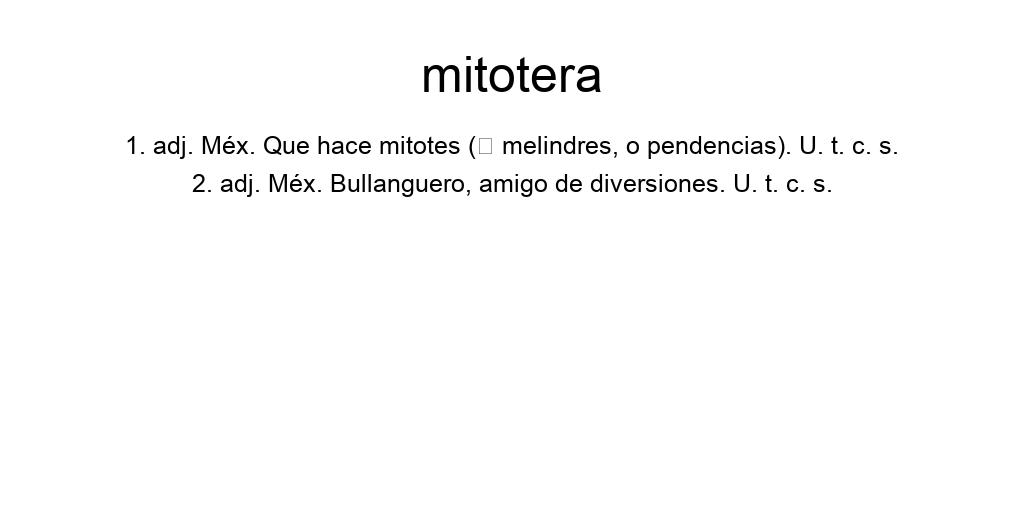 mitotera
1. adj. Méx. Que hace mitotes (▯ melindres, o pendencias). U. t. c. s.
2. adj. Méx. Bullanguero, amigo de diversiones. U. t. c. s.